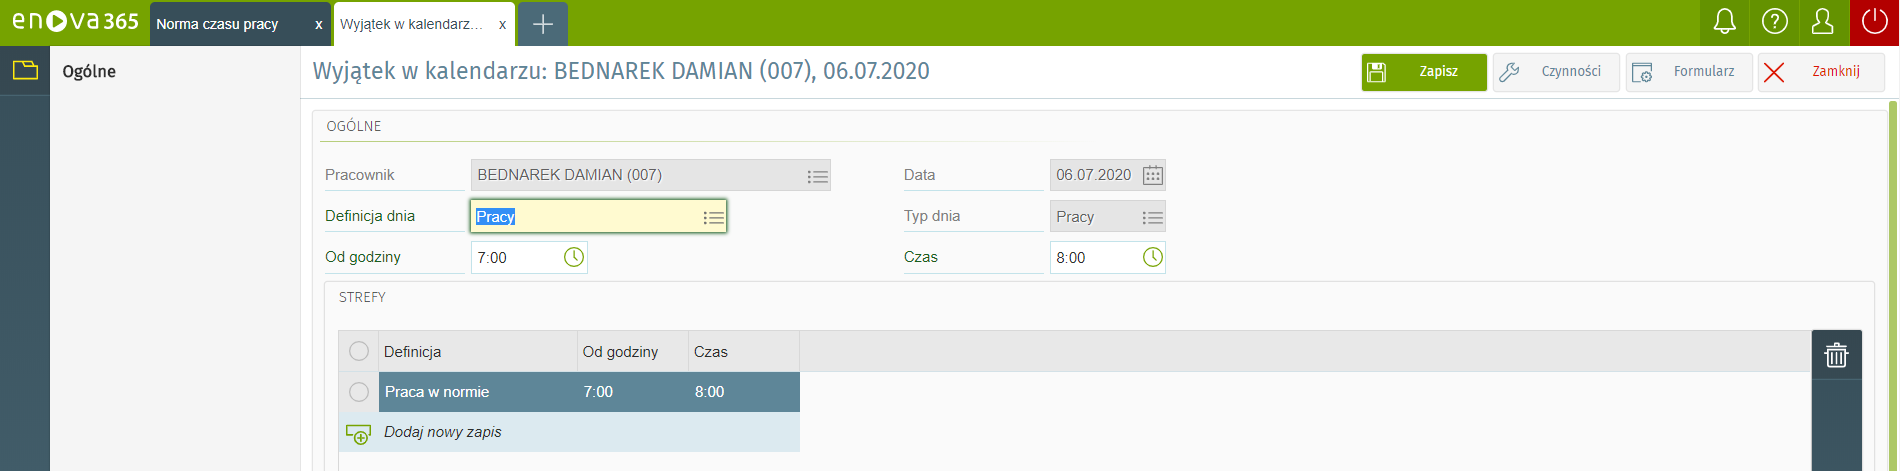 enova365
Norma czasu pracy x
Wyjątek w kalendarz... x
Ogólne
Wyjątek w kalendarzu: BEDNAREK DAMIAN (007), 06.07.2020
Zapisz
Czynności
Formularz
Zamknij
OGÓLNE
Pracownik BEDNAREK DAMIAN (007) Data 06.07.2020
Definicja dnia Pracy Typ dnia Pracy
Od godziny 7:00 Czas 8:00
STREFY
Definicja Od godziny Czas
Praca w normie 7:00 8:00
Dodaj nowy zapis